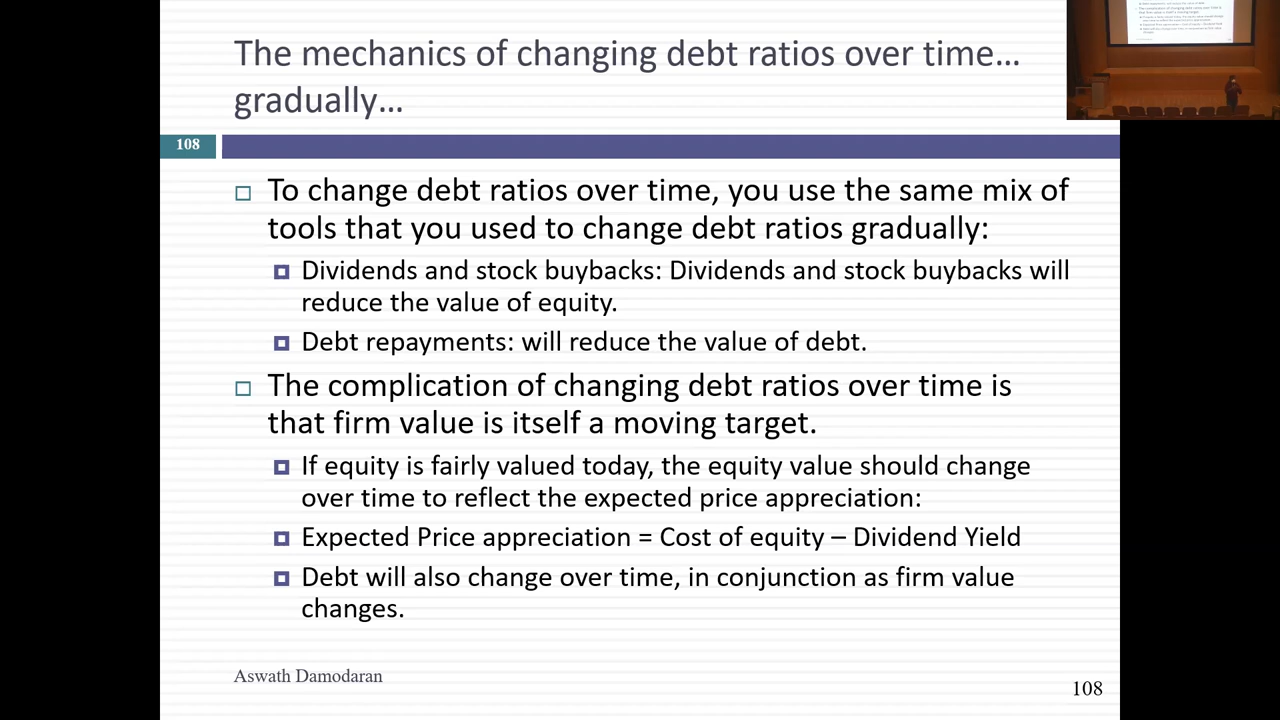 The mechanics of changing debt ratios over time…
gradually…
108
To change debt ratios over time, you use the same mix of
tools that you used to change debt ratios gradually:
Dividends and stock buybacks: Dividends and stock buybacks will
reduce the value of equity.
Debt repayments: will reduce the value of debt.
The complication of changing debt ratios over time is
that firm value is itself a moving target.
If equity is fairly valued today, the equity value should change
over time to reflect the expected price appreciation:
Expected Price appreciation = Cost of equity – Dividend Yield
Debt will also change over time, in conjunction as firm value
changes.
Aswath Damodaran
108